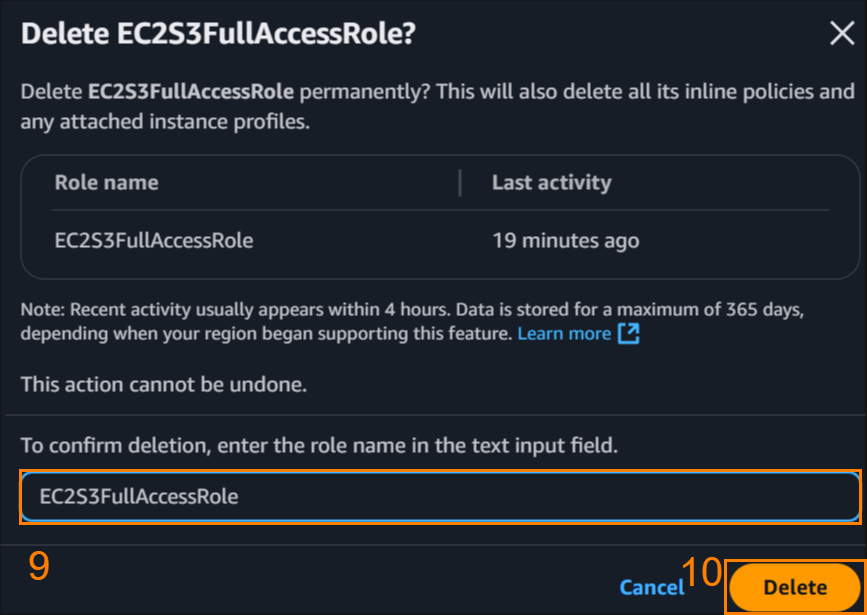 Delete EC2S3FullAccessRole?
Delete EC2S3FullAccessRole permanently? This will also delete all its inline policies and
any attached instance profiles.
Role name | Last activity
EC2S3FullAccessRole 19 minutes ago
Note: Recent activity usually appears within 4 hours. Data is stored for a maximum of 365 days,
depending when your region began supporting this feature. Learn more
This action cannot be undone.
To confirm deletion, enter the role name in the text input field.
EC2S3FullAccessRole
9
Cancel 10 Delete